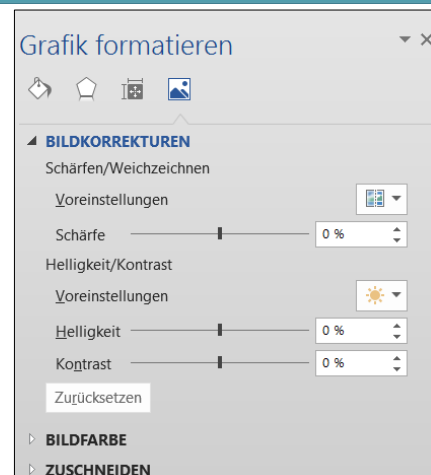 Grafik formatieren
BILDKORREKTUREN
Schärfen/Weichzeichnen
Voreinstellungen
Schärfe 0 %
Helligkeit/Kontrast
Voreinstellungen
Helligkeit 0 %
Kontrast 0 %
Zurücksetzen
BILDFARBE
ZUSCHNEIDEN